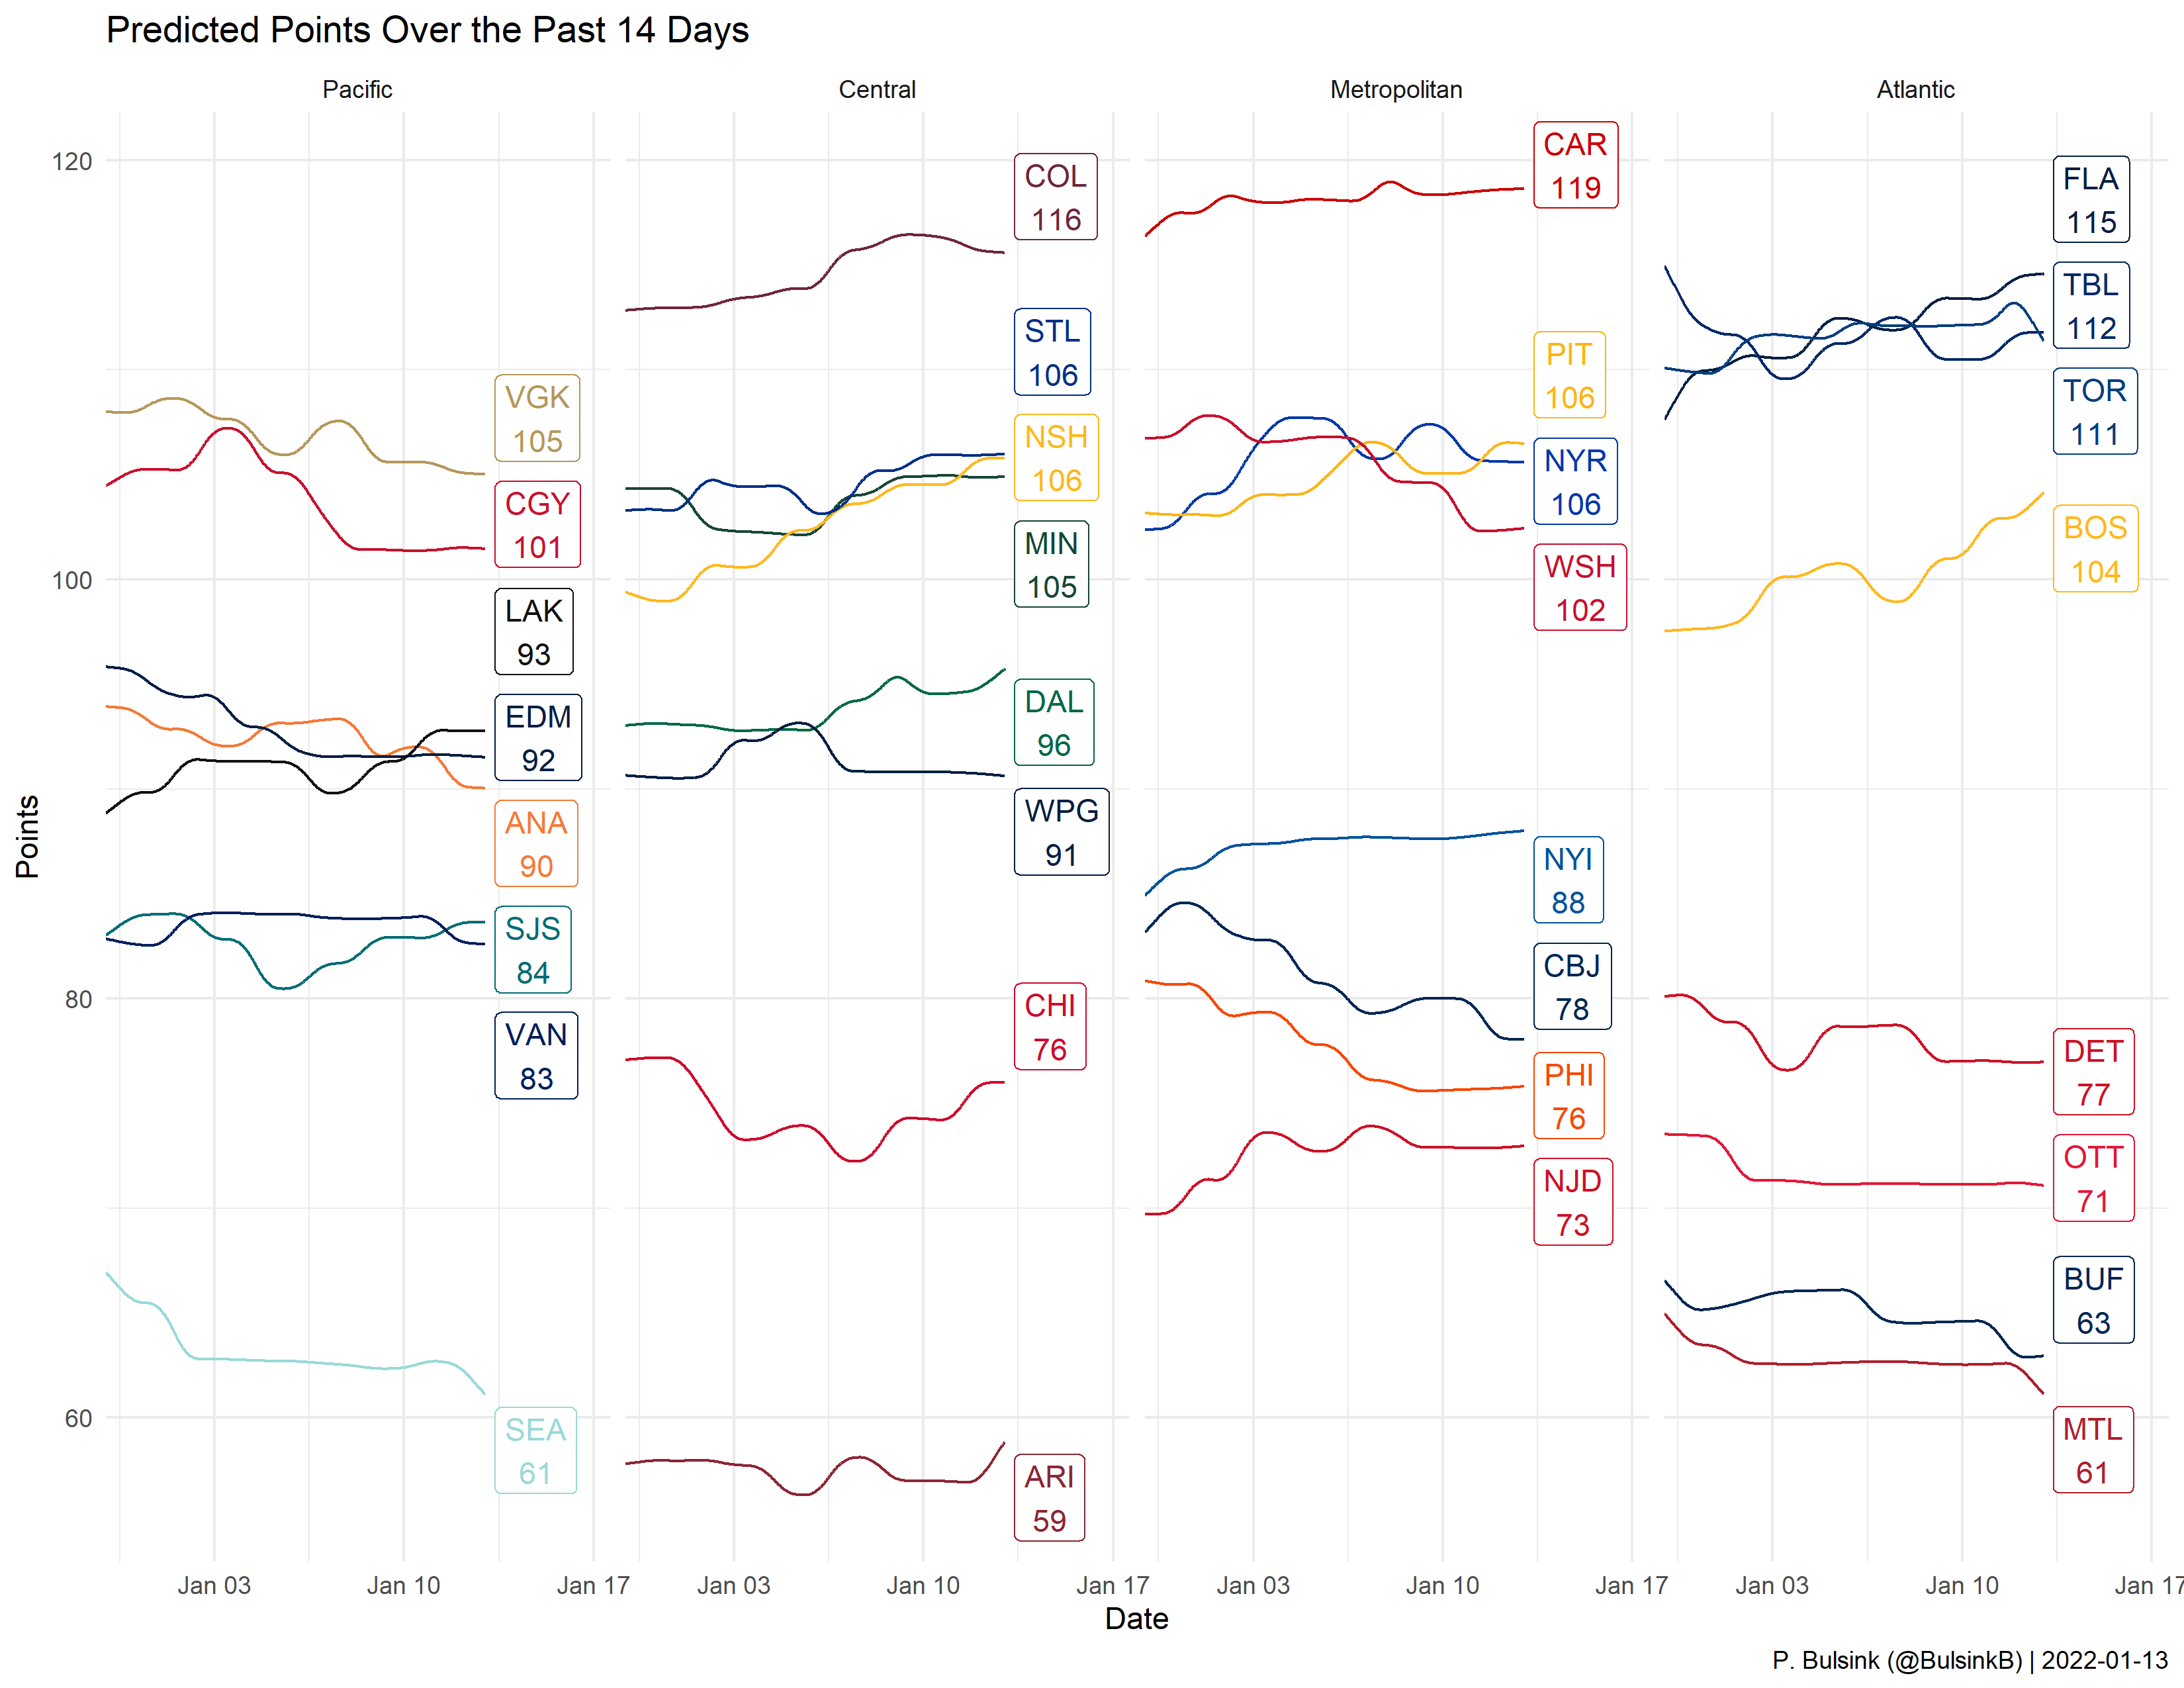 Predicted Points Over the Past 14 Days
Pacific
Central
Metropolitan
Atlantic
Points
120
100
80
60
VGK
105
CGY
101
LAK
93
EDM
92
ANA
90
SJS
84
VAN
83
SEA
61
COL
116
STL
106
NSH
106
MIN
105
DAL
96
WPG
91
CHI
76
ARI
59
CAR
119
PIT
106
NYR
106
WSH
102
NYI
88
CBJ
78
PHI
76
NJD
73
FLA
115
TBL
112
TOR
111
BOS
104
DET
77
OTT
71
BUF
63
MTL
61
Jan 03 Jan 10 Jan 17 Jan 03 Jan 10 Jan 17 Jan 03 Jan 10 Jan 17 Jan 03 Jan 10 Jan 17
Date
P. Bulsink (@BulsinkB) | 2022-01-13